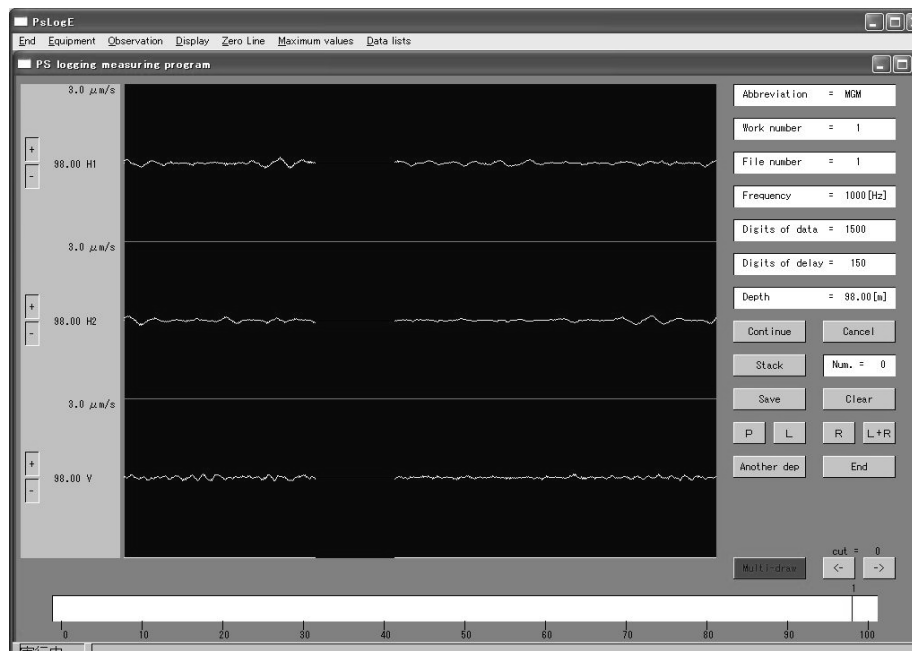 PsLogE
End Equipment Observation Display Zero Line Maximum values Data lists
PS logging measuring program
3.0 μm/s
+
98.00 H1
-
3.0 μm/s
+
98.00 H2
-
3.0 μm/s
+
98.00 V
-
Abbreviation = MGM
Work number = 1
File number = 1
Frequency = 1000[Hz]
Digits of data = 1500
Digits of delay = 150
Depth = 98.00[m]
Continue Cancel
Stack Num. = 0
Save Clear
P L R L+R
Another dep End
cut = 0
Multi-draw <- ->
1
0 10 20 30 40 50 60 70 80 90 100
実行中